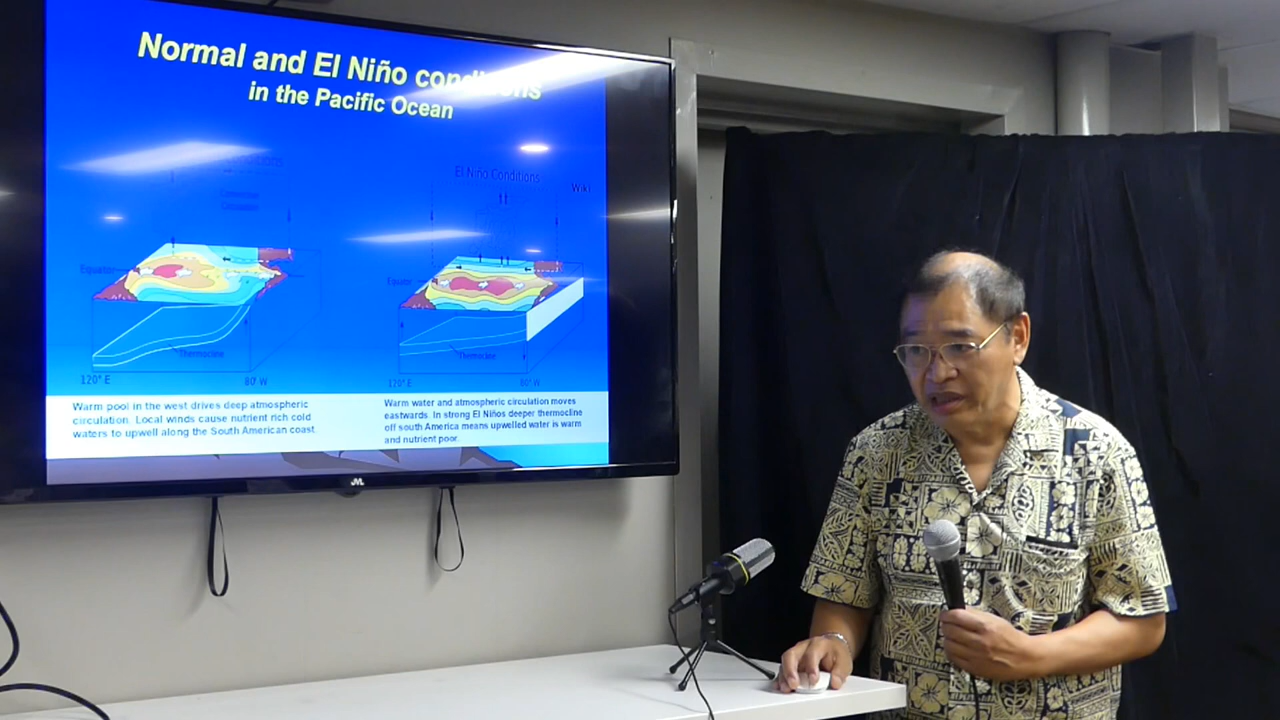 Normal and El Niño conditions
in the Pacific Ocean
El Niño Conditions
Wiki
Equator
Thermocline
120° E
80° W
Equator
Thermocline
120° E
80° W
Warm pool in the west drives deep atmospheric
circulation. Local winds cause nutrient rich cold
waters to upwell along the South American coast.
Warm water and atmospheric circulation moves
eastwards. In strong El Niños deeper thermocline
off south America means upwelled water is warm
and nutrient poor.
JVC